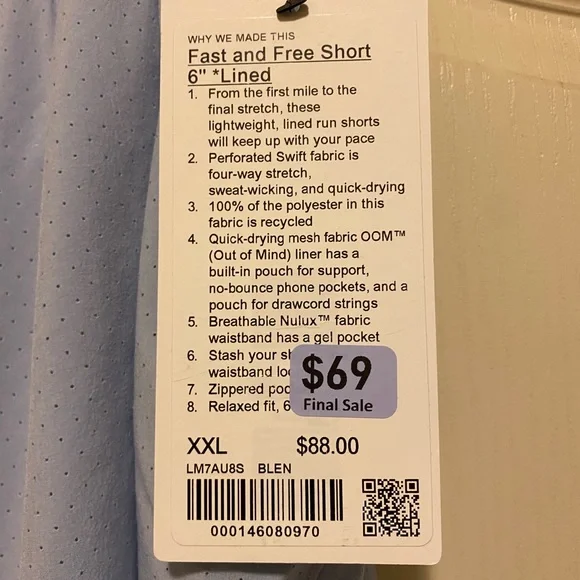 WHY WE MADE THIS
Fast and Free Short
6" *Lined
1. From the first mile to the
final stretch, these
lightweight, lined run shorts
will keep up with your pace
2. Perforated Swift fabric is
four-way stretch,
sweat-wicking, and quick-drying
3. 100% of the polyester in this
fabric is recycled
4. Quick-drying mesh fabric OOM™
(Out of Mind) liner has a
built-in pouch for support,
no-bounce phone pockets, and a
pouch for drawcord strings
5. Breathable Nulux™ fabric
waistband has a gel pocket
6. Stash your
waistband
7. Zippered
8. Relaxed fit,
$69
Final Sale
XXL $88.00
LM7AU8S BLEN
000146080970